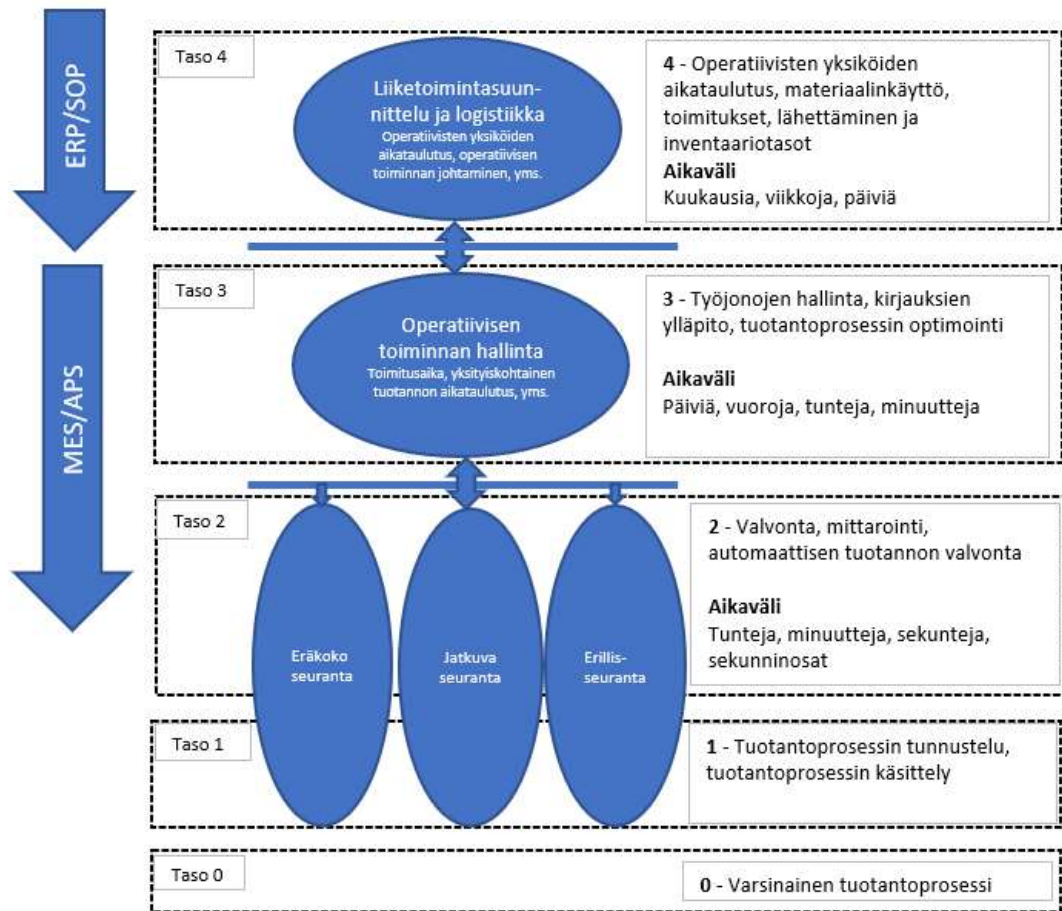 ERP/SOP
Taso 4
Liiketoimintasuun-
nittelu ja logistiikka
Operatiivisten yksiköiden
aikataulutus, operatiivisen
toiminnan johtaminen, yms.
4 - Operatiivisten yksiköiden
aikataulutus, materiaalinkäyttö,
toimitukset, lähettäminen ja
inventaariotasot
Aikaväli
Kuukausia, viikkoja, päiviä
MES/APS
Taso 3
Operatiivisen
toiminnan hallinta
Toimitusaika, yksityiskohtainen
tuotannon aikataulutus, yms.
3 - Työjonojen hallinta, kirjauksien
ylläpito, tuotantoprosessin optimointi
Aikaväli
Päiviä, vuoroja, tunteja, minuutteja
Taso 2
Eräkoko
seuranta
Jatkuva
seuranta
Erillis-
seuranta
2 - Valvonta, mittarointi,
automaattisen tuotannon valvonta
Aikaväli
Tunteja, minuutteja, sekunteja,
sekunninosat
Taso 1
1 - Tuotantoprosessin tunnustelu,
tuotantoprosessin käsittely
Taso 0
0 - Varsinainen tuotantoprosessi